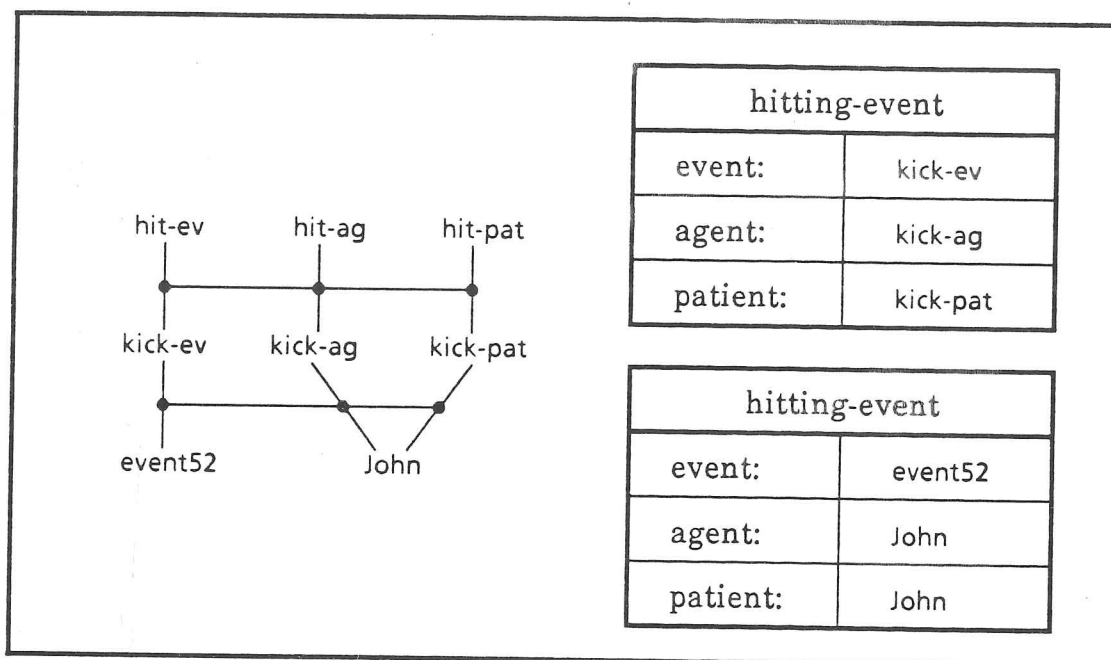 hit-ev hit-ag hit-pat
kick-ev kick-ag kick-pat
event52 John
hitting-event
event: kick-ev
agent: kick-ag
patient: kick-pat
hitting-event
event: event52
agent: John
patient: John